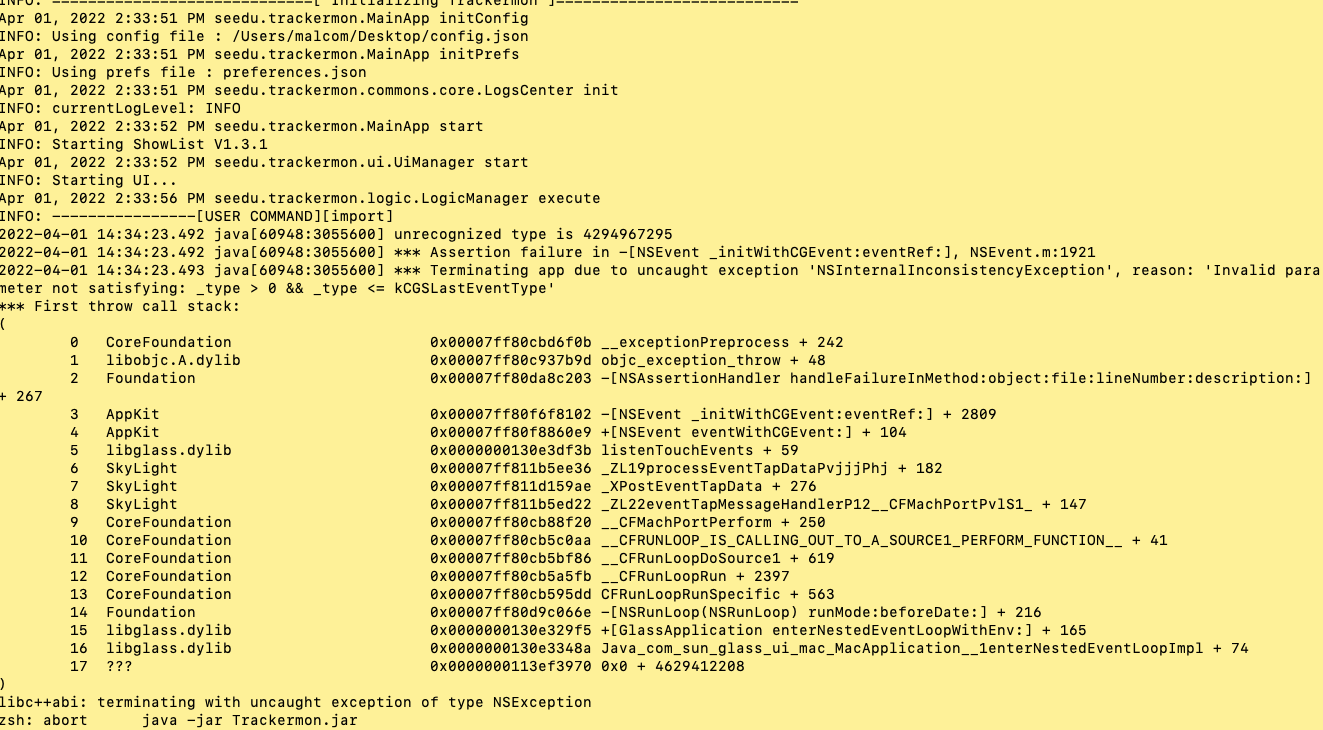 INFO: -----------------------------[ Initializing Trackermon ]---------------------------
Apr 01, 2022 2:33:51 PM seedu.trackermon.MainApp initConfig
INFO: Using config file : /Users/malcom/Desktop/config.json
Apr 01, 2022 2:33:51 PM seedu.trackermon.MainApp initPrefs
INFO: Using prefs file : preferences.json
Apr 01, 2022 2:33:51 PM seedu.trackermon.commons.core.LogsCenter init
INFO: currentLogLevel: INFO
Apr 01, 2022 2:33:52 PM seedu.trackermon.MainApp start
INFO: Starting ShowList V1.3.1
Apr 01, 2022 2:33:52 PM seedu.trackermon.ui.UiManager start
INFO: Starting UI...
Apr 01, 2022 2:33:56 PM seedu.trackermon.logic.LogicManager execute
INFO: ----------------[USER COMMAND][import]
2022-04-01 14:34:23.492 java[60948:3055600] unrecognized type is 4294967295
2022-04-01 14:34:23.492 java[60948:3055600] *** Assertion failure in -[NSEvent _initWithCGEvent:eventRef:], NSEvent.m:1921
2022-04-01 14:34:23.493 java[60948:3055600] *** Terminating app due to uncaught exception 'NSInternalInconsistencyException', reason: 'Invalid para
meter not satisfying: _type > 0 && _type <= kCGSLastEventType'
*** First throw call stack:
(
0 CoreFoundation 0x00007ff80cbd6f0b __exceptionPreprocess + 242
1 libobjc.A.dylib 0x00007ff80c937b9d objc_exception_throw + 48
2 Foundation 0x00007ff80da8c203 -[NSAssertionHandler handleFailureInMethod:object:file:lineNumber:description:]
+ 267
3 AppKit 0x00007ff80f6f8102 -[NSEvent _initWithCGEvent:eventRef:] + 2809
4 AppKit 0x00007ff80f8860e9 +[NSEvent eventWithCGEvent:] + 104
5 libglass.dylib 0x0000000130e3df3b listenTouchEvents + 59
6 SkyLight 0x00007ff811b5ee36 _ZL19processEventTapDataPvjjjPhj + 182
7 SkyLight 0x00007ff811d159ae _XPostEventTapData + 276
8 SkyLight 0x00007ff811b5ed22 _ZL22eventTapMessageHandlerP12__CFMachPortPvlS1_ + 147
9 CoreFoundation 0x00007ff80cb88f20 __CFMachPortPerform + 250
10 CoreFoundation 0x00007ff80cb5c0aa __CFRUNLOOP_IS_CALLING_OUT_TO_A_SOURCE1_PERFORM_FUNCTION__ + 41
11 CoreFoundation 0x00007ff80cb5bf86 __CFRunLoopDoSource1 + 619
12 CoreFoundation 0x00007ff80cb5a5fb __CFRunLoopRun + 2397
13 CoreFoundation 0x00007ff80cb595dd CFRunLoopRunSpecific + 563
14 Foundation 0x00007ff80d9c066e -[NSRunLoop(NSRunLoop) runMode:beforeDate:] + 216
15 libglass.dylib 0x0000000130e329f5 +[GlassApplication enterNestedEventLoopWithEnv:] + 165
16 libglass.dylib 0x0000000130e3348a Java_com_sun_glass_ui_mac_MacApplication__1enterNestedEventLoopImpl + 74
17 ??? 0x0000000113ef3970 0x0 + 4629412208
)
libc++abi: terminating with uncaught exception of type NSException
zsh: abort java -jar Trackermon.jar